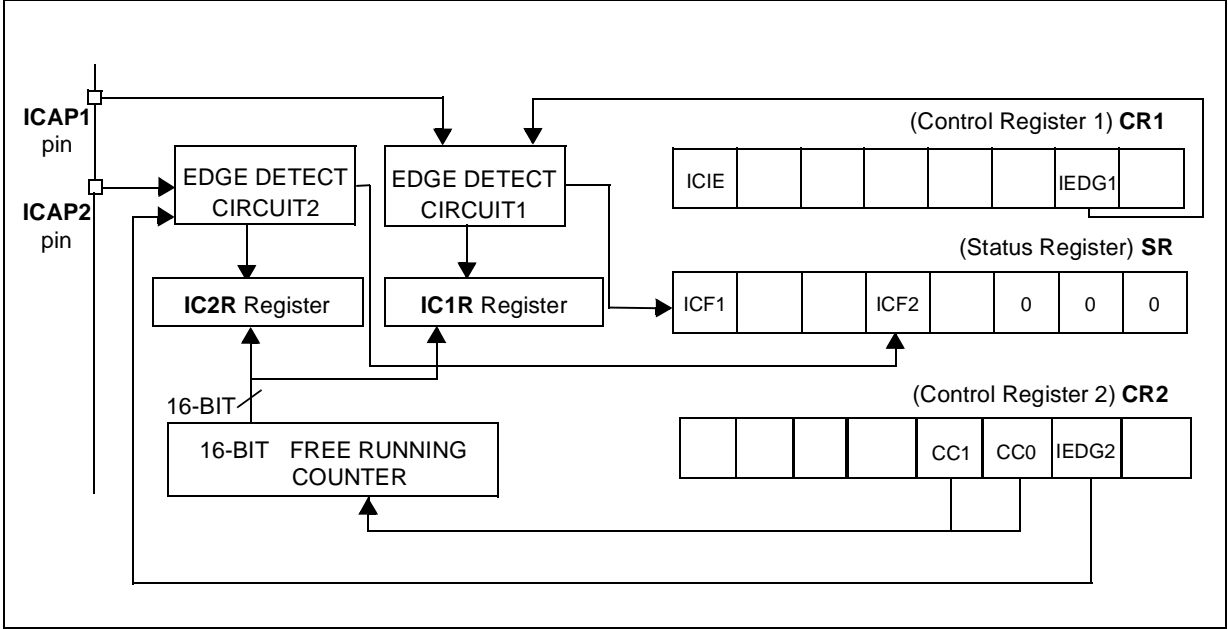 ICAP1
pin
ICAP2
pin
EDGE DETECT
CIRCUIT2
EDGE DETECT
CIRCUIT1
IC2R Register
IC1R Register
16-BIT
16-BIT FREE RUNNING
COUNTER
(Control Register 1) CR1
ICIE IEDG1
(Status Register) SR
ICF1 ICF2 0 0 0
(Control Register 2) CR2
CC1 CC0 IEDG2